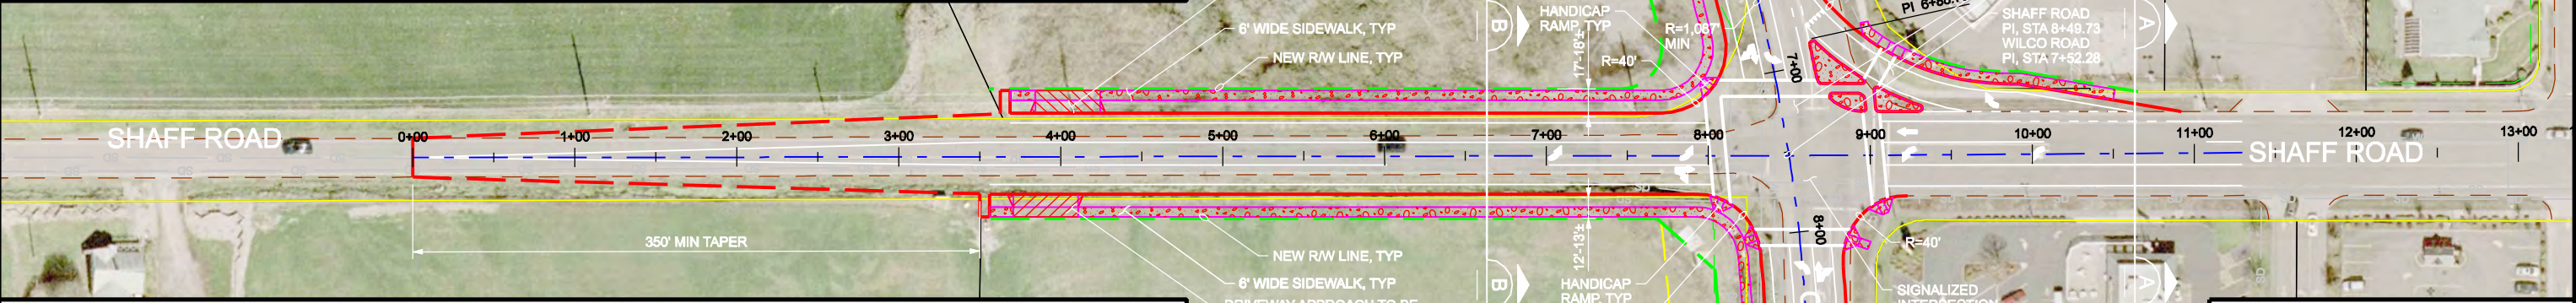 6' WIDE SIDEWALK, TYP
NEW R/W LINE, TYP
B
HANDICAP
RAMP, TYP
17'-18'±
R=1,087'
MIN
R=40'
7+00
SHAFF ROAD
PI, STA 8+49.73
WILCO ROAD
PI, STA 7+52.28
A
SHAFF ROAD
0+00
1+00
2+00
3+00
4+00
5+00
6+00
7+00
8+00
9+00
10+00
11+00
12+00
13+00
SHAFF ROAD
350' MIN TAPER
NEW R/W LINE, TYP
6' WIDE SIDEWALK, TYP
12'-13'±
B
HANDICAP
RAMP, TYP
8+00
R=40'
SIGNALIZED
A